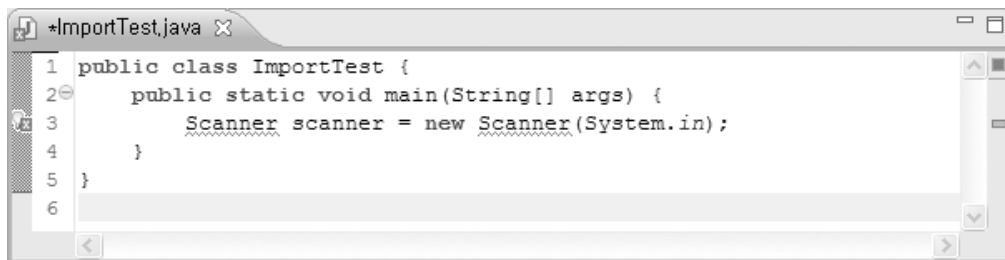 *ImportTest.java
1 public class ImportTest {
2 public static void main(String[] args) {
3 Scanner scanner = new Scanner(System.in);
4 }
5 }
6